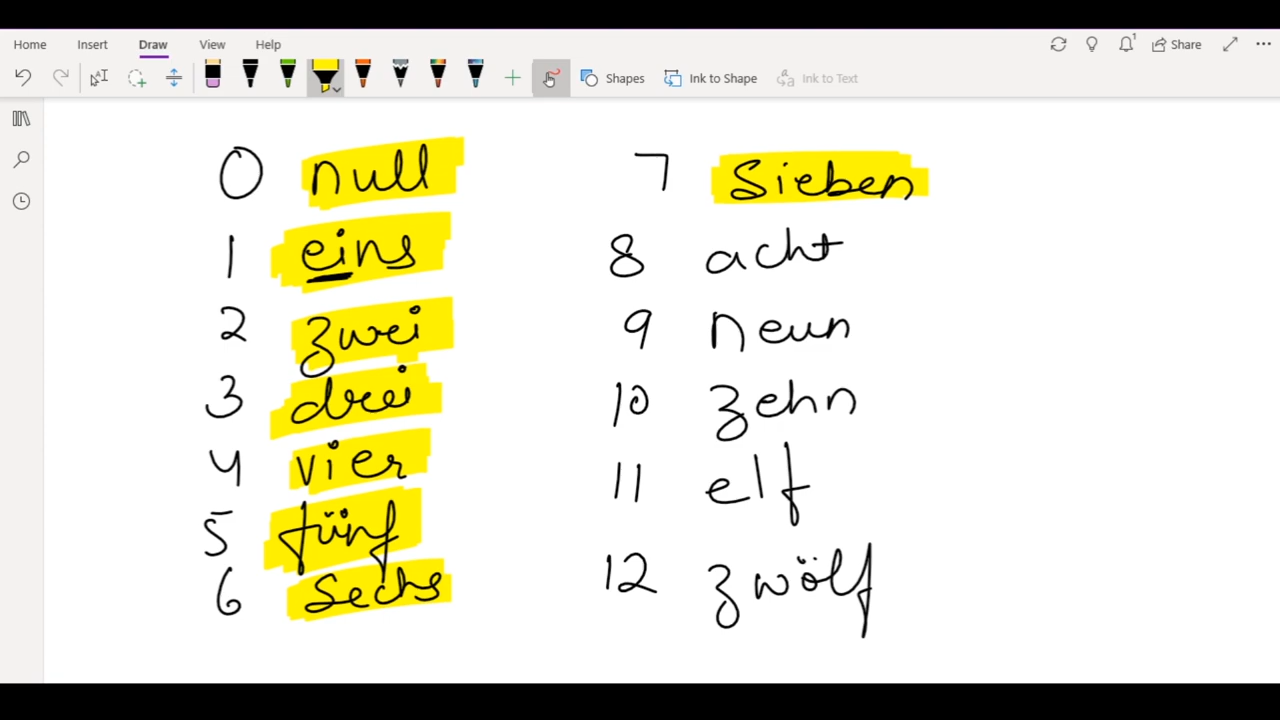 Home Insert Draw View Help
1 Share
Shapes Ink to Shape Ink to Text
0 null
1 eins
2 zwei
3 drei
4 vier
5 fünf
6 Sechs
7 Sieben
8 acht
9 Neun
10 zehn
11 elf
12 zwölf